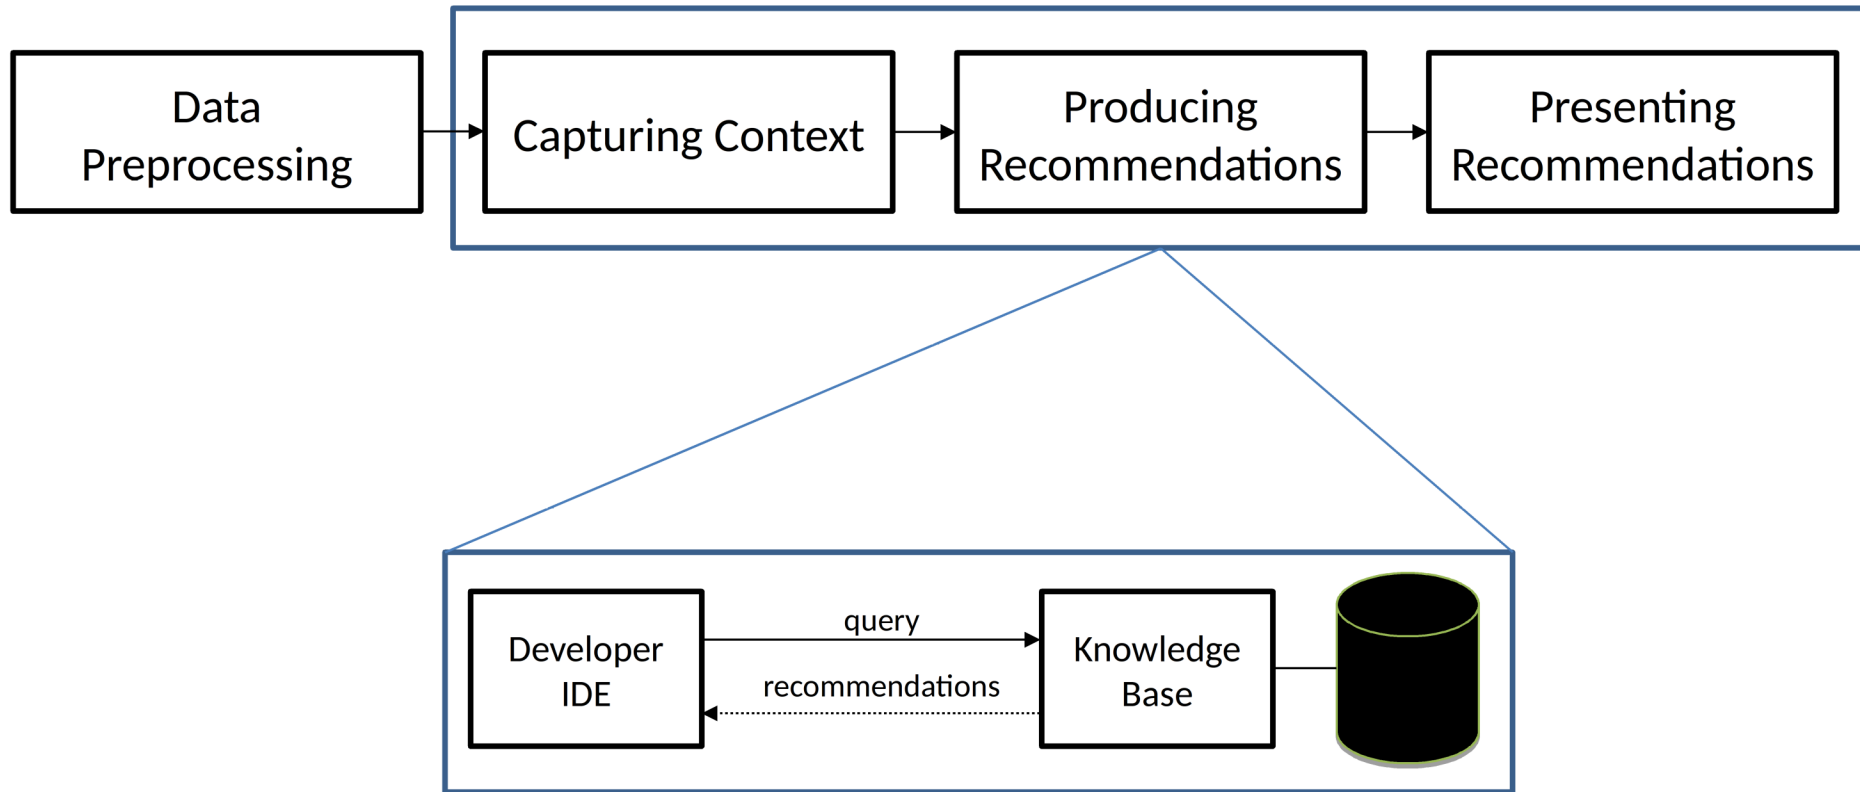 Data
Preprocessing
Capturing Context
Producing
Recommendations
Presenting
Recommendations
Developer
IDE
query
recommendations
Knowledge
Base